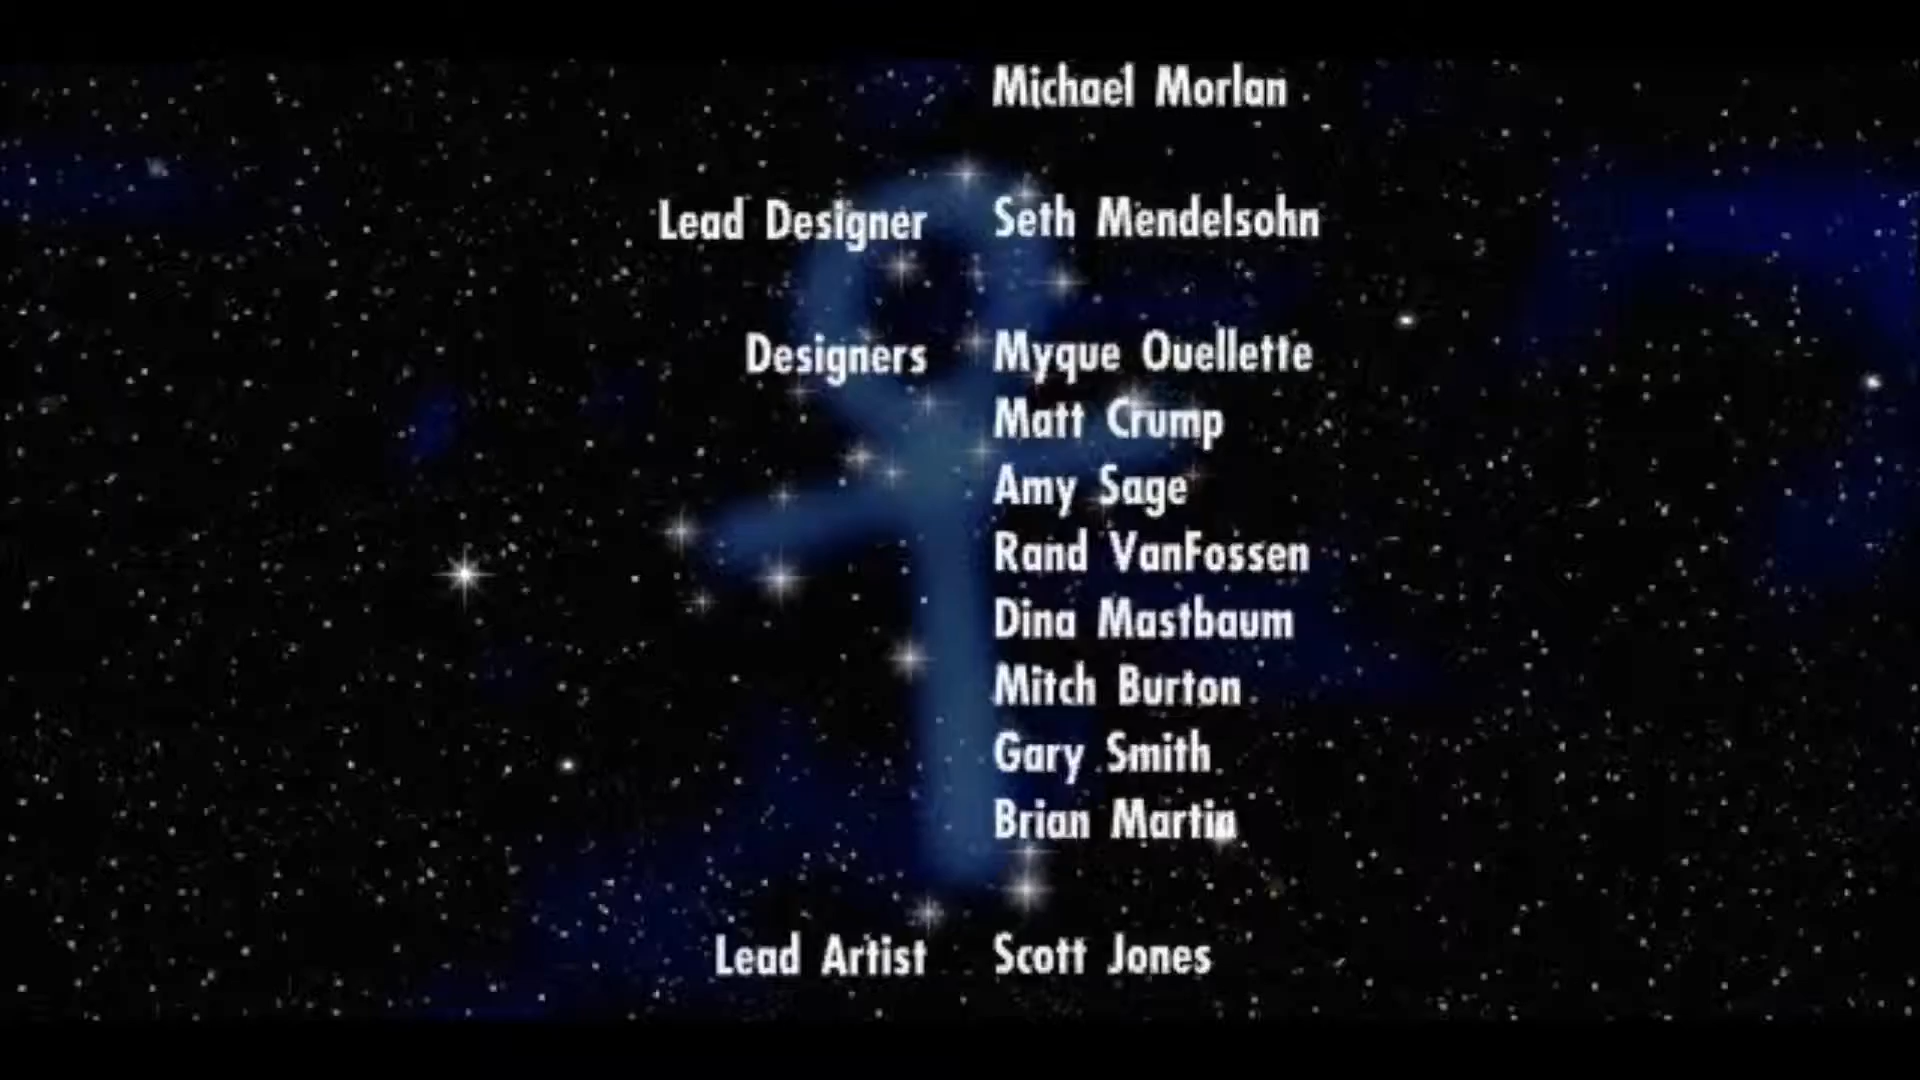 Michael Morlan
Lead Designer Seth Mendelsohn
Designers Myque Ouellette
Matt Crump
Amy Sage
Rand VanFossen
Dina Mastbaum
Mitch Burton
Gary Smith
Brian Martin
Lead Artist Scott Jones